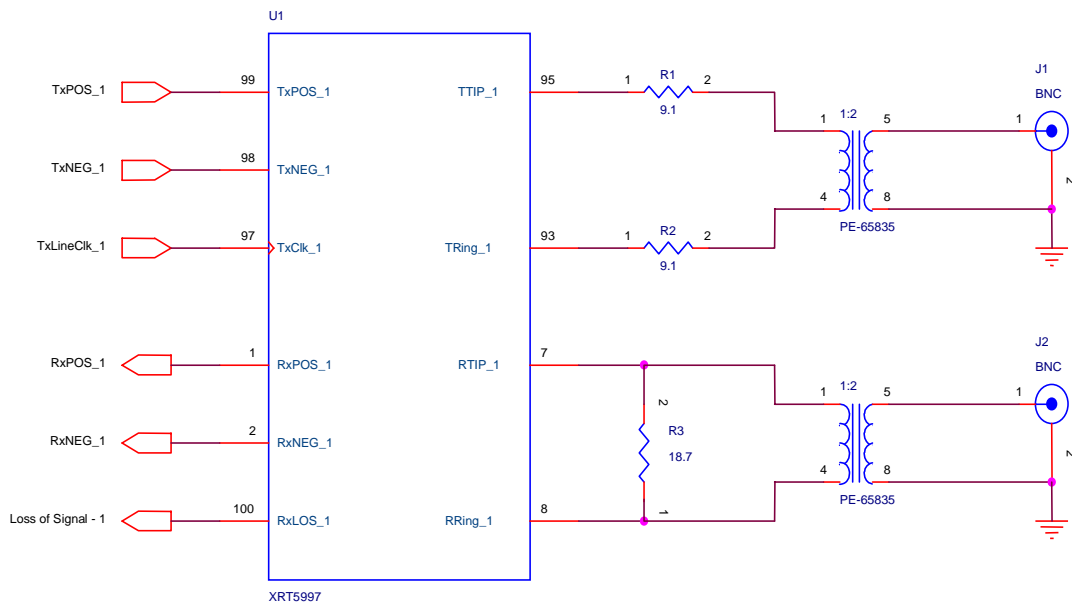 U1
TxPOS_1 99 TxPOS_1 TTIP_1 95 1 R1 2
9.1
J1
BNC
1:2
1 5 1
TxNEG_1 98 TxNEG_1
2
4 8
PE-65835
TxLineClk_1 97 TxClk_1 TRing_1 93 1 R2 2
9.1
RxPOS_1 1 RxPOS_1 RTIP_1 7
J2
BNC
1:2
1 5 1
2
R3
18.7
RxNEG_1 2 RxNEG_1
2
4 8
PE-65835
Loss of Signal - 1 100 RxLOS_1 RRing_1 8 1
XRT5997